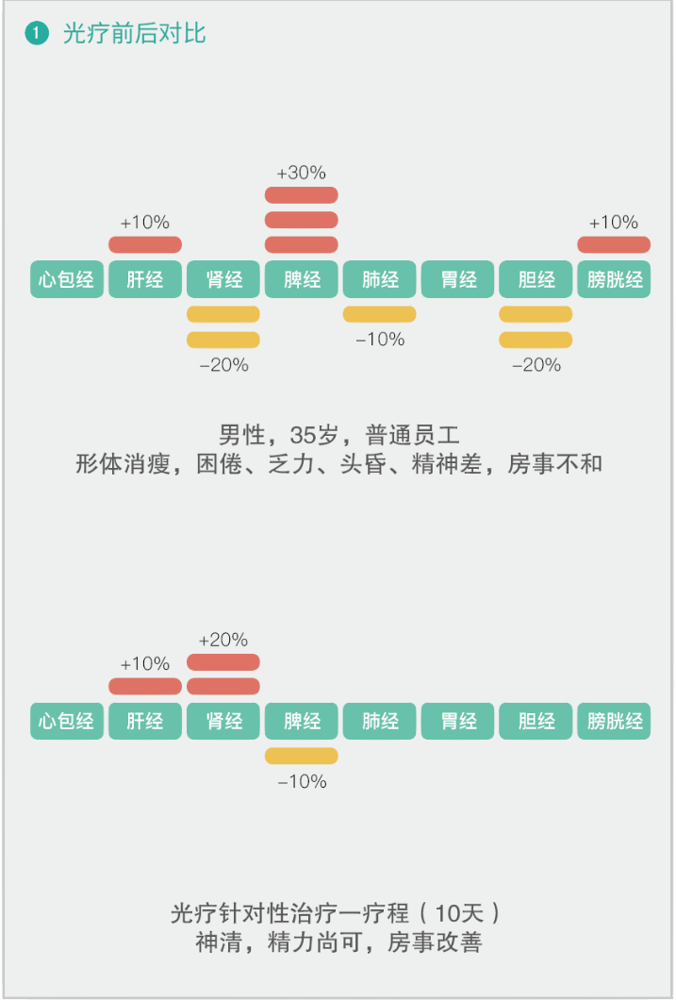 1 光疗前后对比
+30%
+10% +10%
心包经 肝经 肾经 脾经 肺经 胃经 胆经 膀胱经
-10%
-20% -20%
男性，35岁，普通员工
形体消瘦，困倦、乏力、头昏、精神差，房事不和
+20%
+10%
心包经 肝经 肾经 脾经 肺经 胃经 胆经 膀胱经
-10%
光疗针对性治疗一疗程（10天）
神清，精力尚可，房事改善